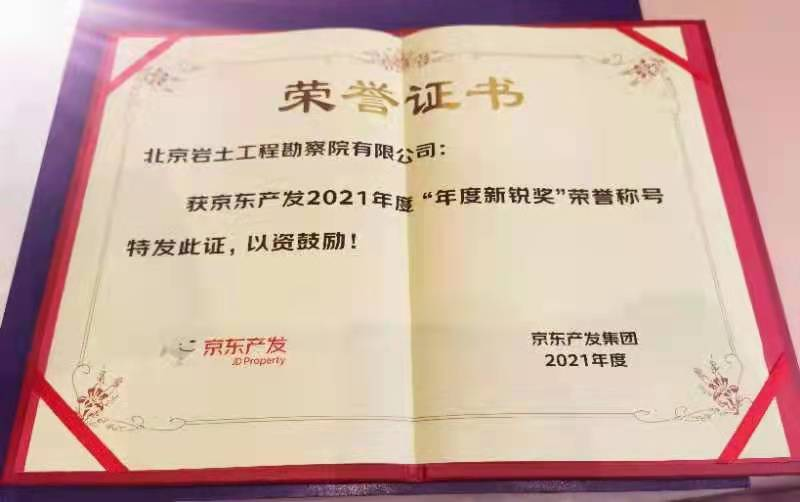 荣誉证书
北京岩土工程勘察院有限公司：
获京东产发2021年度“年度新锐奖”荣誉称号
特发此证，以资鼓励！
京东产发
JD Property
京东产发集团
2021年度